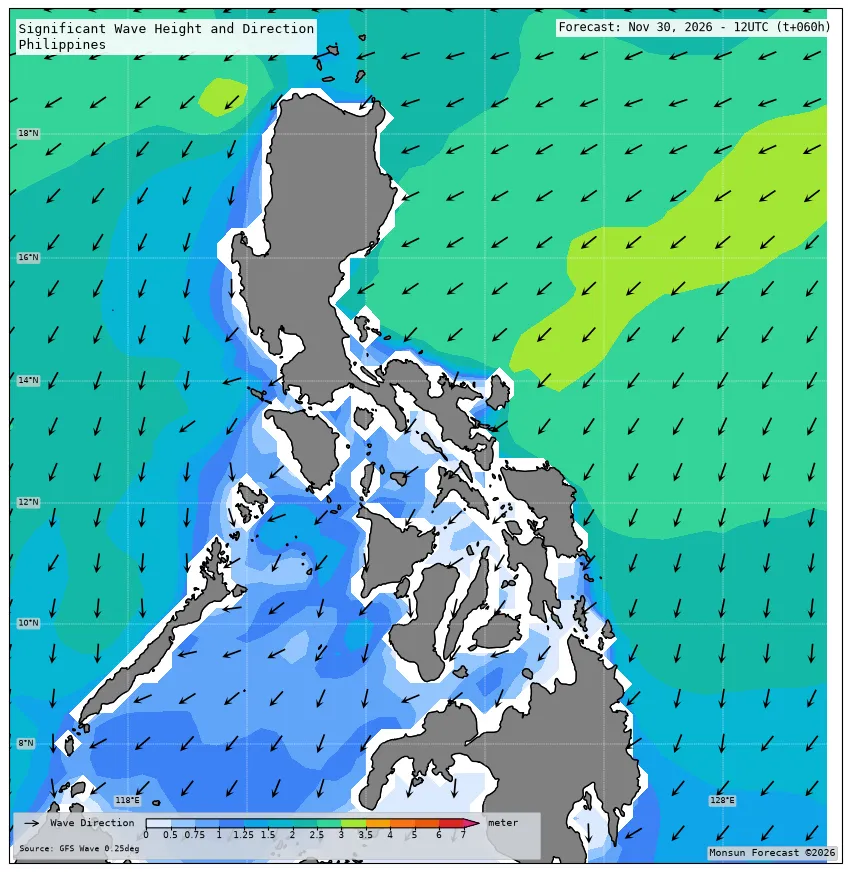 Significant Wave Height and Direction
Philippines
Forecast: Nov 30, 2026 - 12UTC (t+060h)
18°N
16°N
14°N
12°N
10°N
8°N
118°E
128°E
Wave Direction
0 0.5 0.75 1 1.25 1.5 2 2.5 3 3.5 4 5 6 7
meter
Source: GFS Wave 0.25deg
Monsun Forecast ©2026